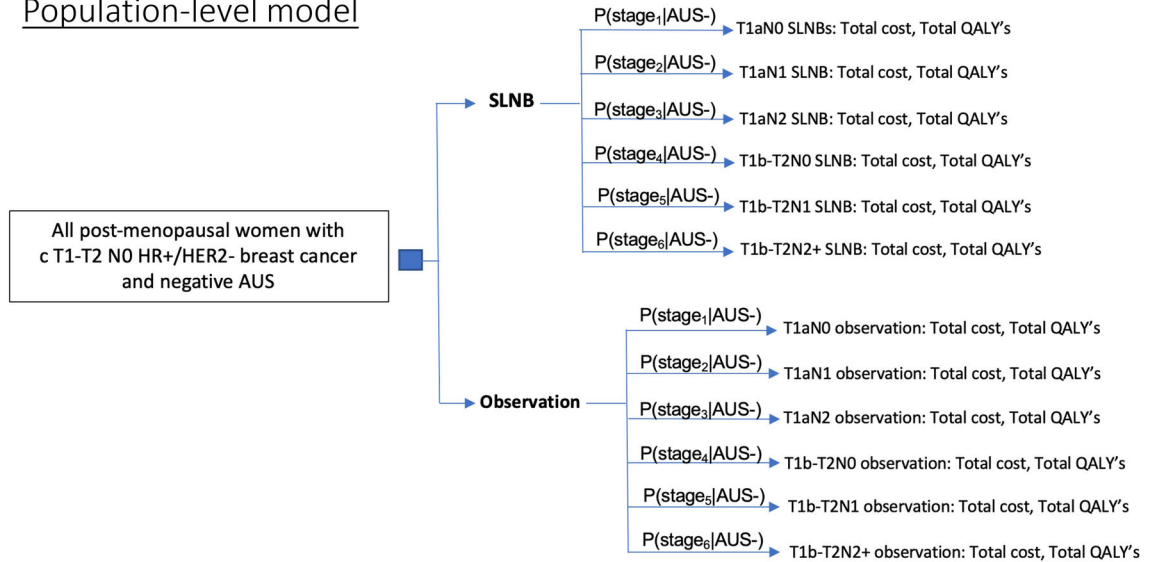 Population-level model
P(stage₁|AUS-)
T1aN0 SLNBs: Total cost, Total QALY's
P(stage₂|AUS-)
T1aN1 SLNB: Total cost, Total QALY's
SLNB
P(stage₃|AUS-)
T1aN2 SLNB: Total cost, Total QALY's
P(stage₄|AUS-)
T1b-T2N0 SLNB: Total cost, Total QALY's
P(stage₅|AUS-)
T1b-T2N1 SLNB: Total cost, Total QALY's
P(stage₆|AUS-)
T1b-T2N2+ SLNB: Total cost, Total QALY's
All post-menopausal women with
c T1-T2 N0 HR+/HER2- breast cancer
and negative AUS
P(stage₁|AUS-)
T1aN0 observation: Total cost, Total QALY's
P(stage₂|AUS-)
T1aN1 observation: Total cost, Total QALY's
Observation
P(stage₃|AUS-)
T1aN2 observation: Total cost, Total QALY's
P(stage₄|AUS-)
T1b-T2N0 observation: Total cost, Total QALY's
P(stage₅|AUS-)
T1b-T2N1 observation: Total cost, Total QALY's
P(stage₆|AUS-)
T1b-T2N2+ observation: Total cost, Total QALY's